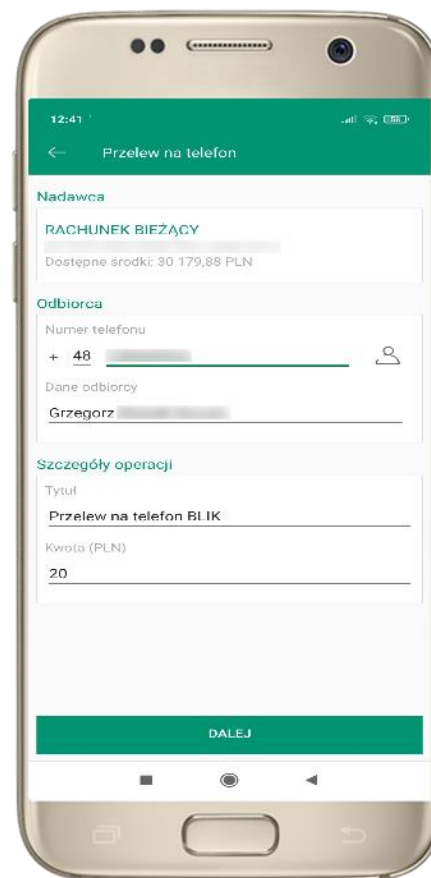 12:41
Przelew na telefon
Nadawca
RACHUNEK BIEŻĄCY
Dostępne środki: 30 179,88 PLN
Odbiorca
Numer telefonu
+ 48
Dane odbiorcy
Grzegorz
Szczegóły operacji
Tytuł
Przelew na telefon BLIK
Kwota (PLN)
20
DALEJ